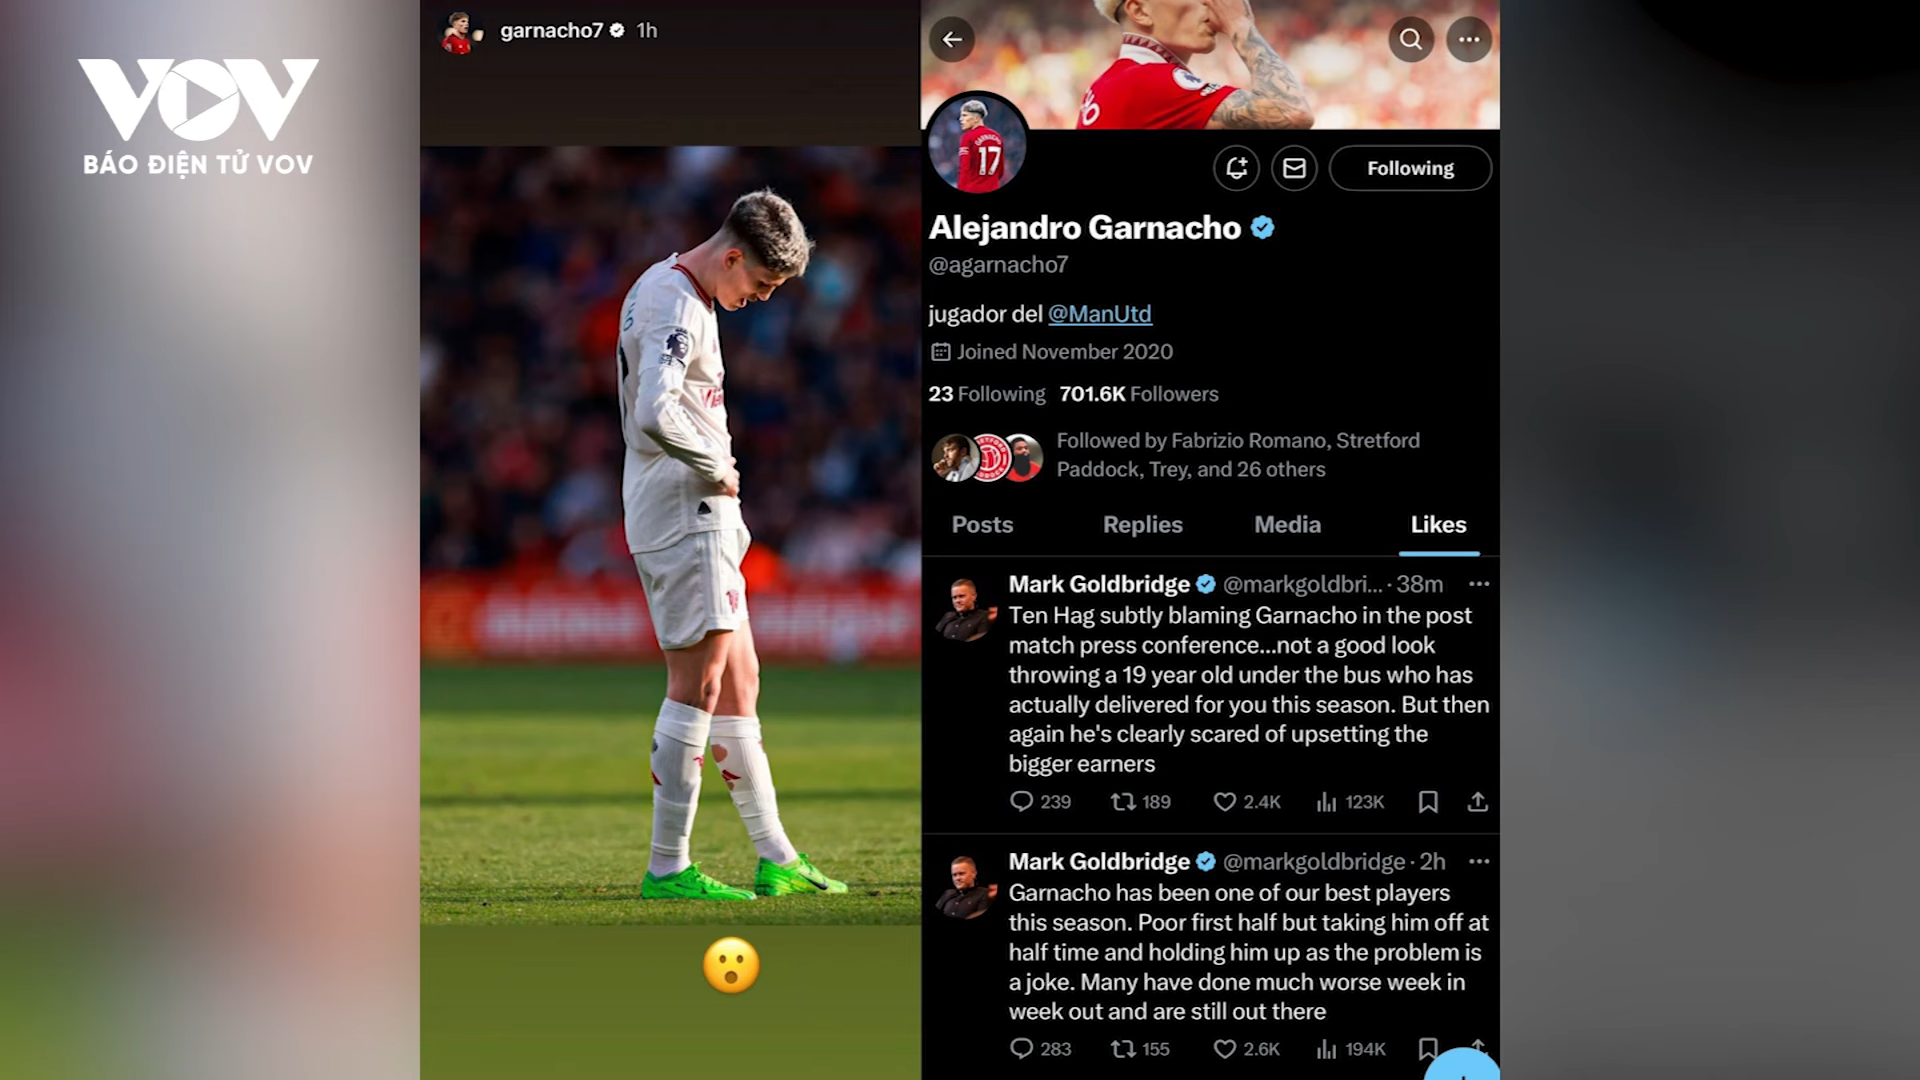 VOV
BÁO ĐIỆN TỬ VOV
garnacho7 1h
GARNACHO
17
Following
Alejandro Garnacho
@agarnacho7
jugador del @ManUtd
Joined November 2020
23 Following 701.6K Followers
Followed by Fabrizio Romano, Stretford
Paddock, Trey, and 26 others
Posts Replies Media Likes
Mark Goldbridge @markgoldbri... · 38m
Ten Hag subtly blaming Garnacho in the post
match press conference...not a good look
throwing a 19 year old under the bus who has
actually delivered for you this season. But then
again he's clearly scared of upsetting the
bigger earners
239 189 2.4K 123K
Mark Goldbridge @markgoldbridge · 2h
Garnacho has been one of our best players
this season. Poor first half but taking him off at
half time and holding him up as the problem is
a joke. Many have done much worse week in
week out and are still out there
283 155 2.6K 194K